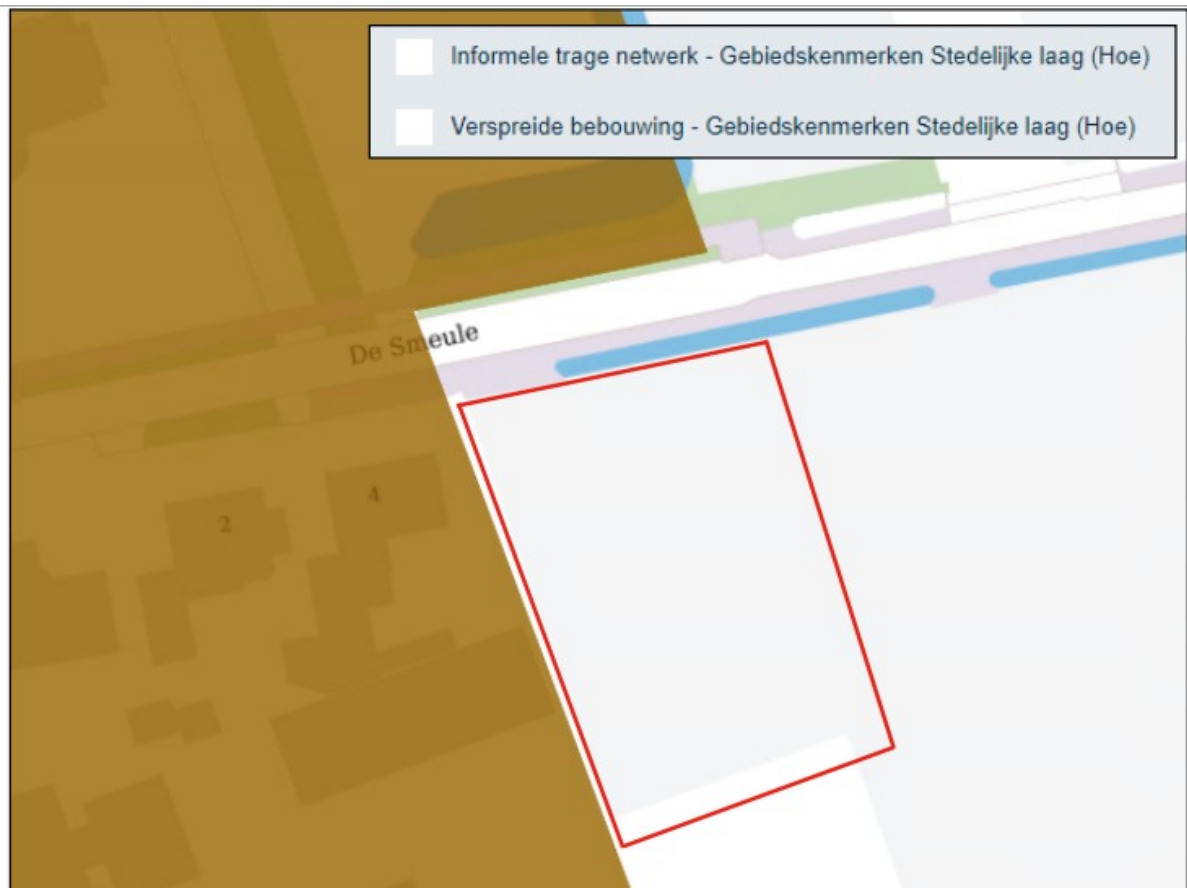 Informele trage netwerk - Gebiedskenmerken Stedelijke laag (Hoe)
Verspreide bebouwing - Gebiedskenmerken Stedelijke laag (Hoe)
De Smeule
4
2